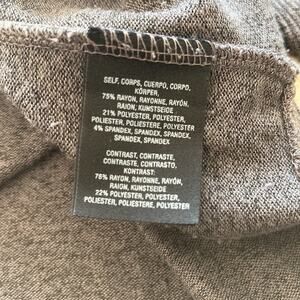 SELF, CORPS, CUERPO, CORPO,
KÖRPER,
75% RAYON, RAYONNE, RAYÓN,
RAION, KUNSTSEIDE
21% POLYESTER, POLYESTER,
POLIESTER, POLIESTERE, POLYESTER
4% SPANDEX, SPANDEX, SPANDEX,
SPANDEX, SPANDEX
CONTRAST, CONTRASTE,
CONTRASTE, CONTRASTO,
KONTRAST:
78% RAYON, RAYONNE, RAYÓN,
RAION, KUNSTSEIDE
22% POLYESTER, POLYESTER,
POLIESTER, POLIESTERE, POLYESTER